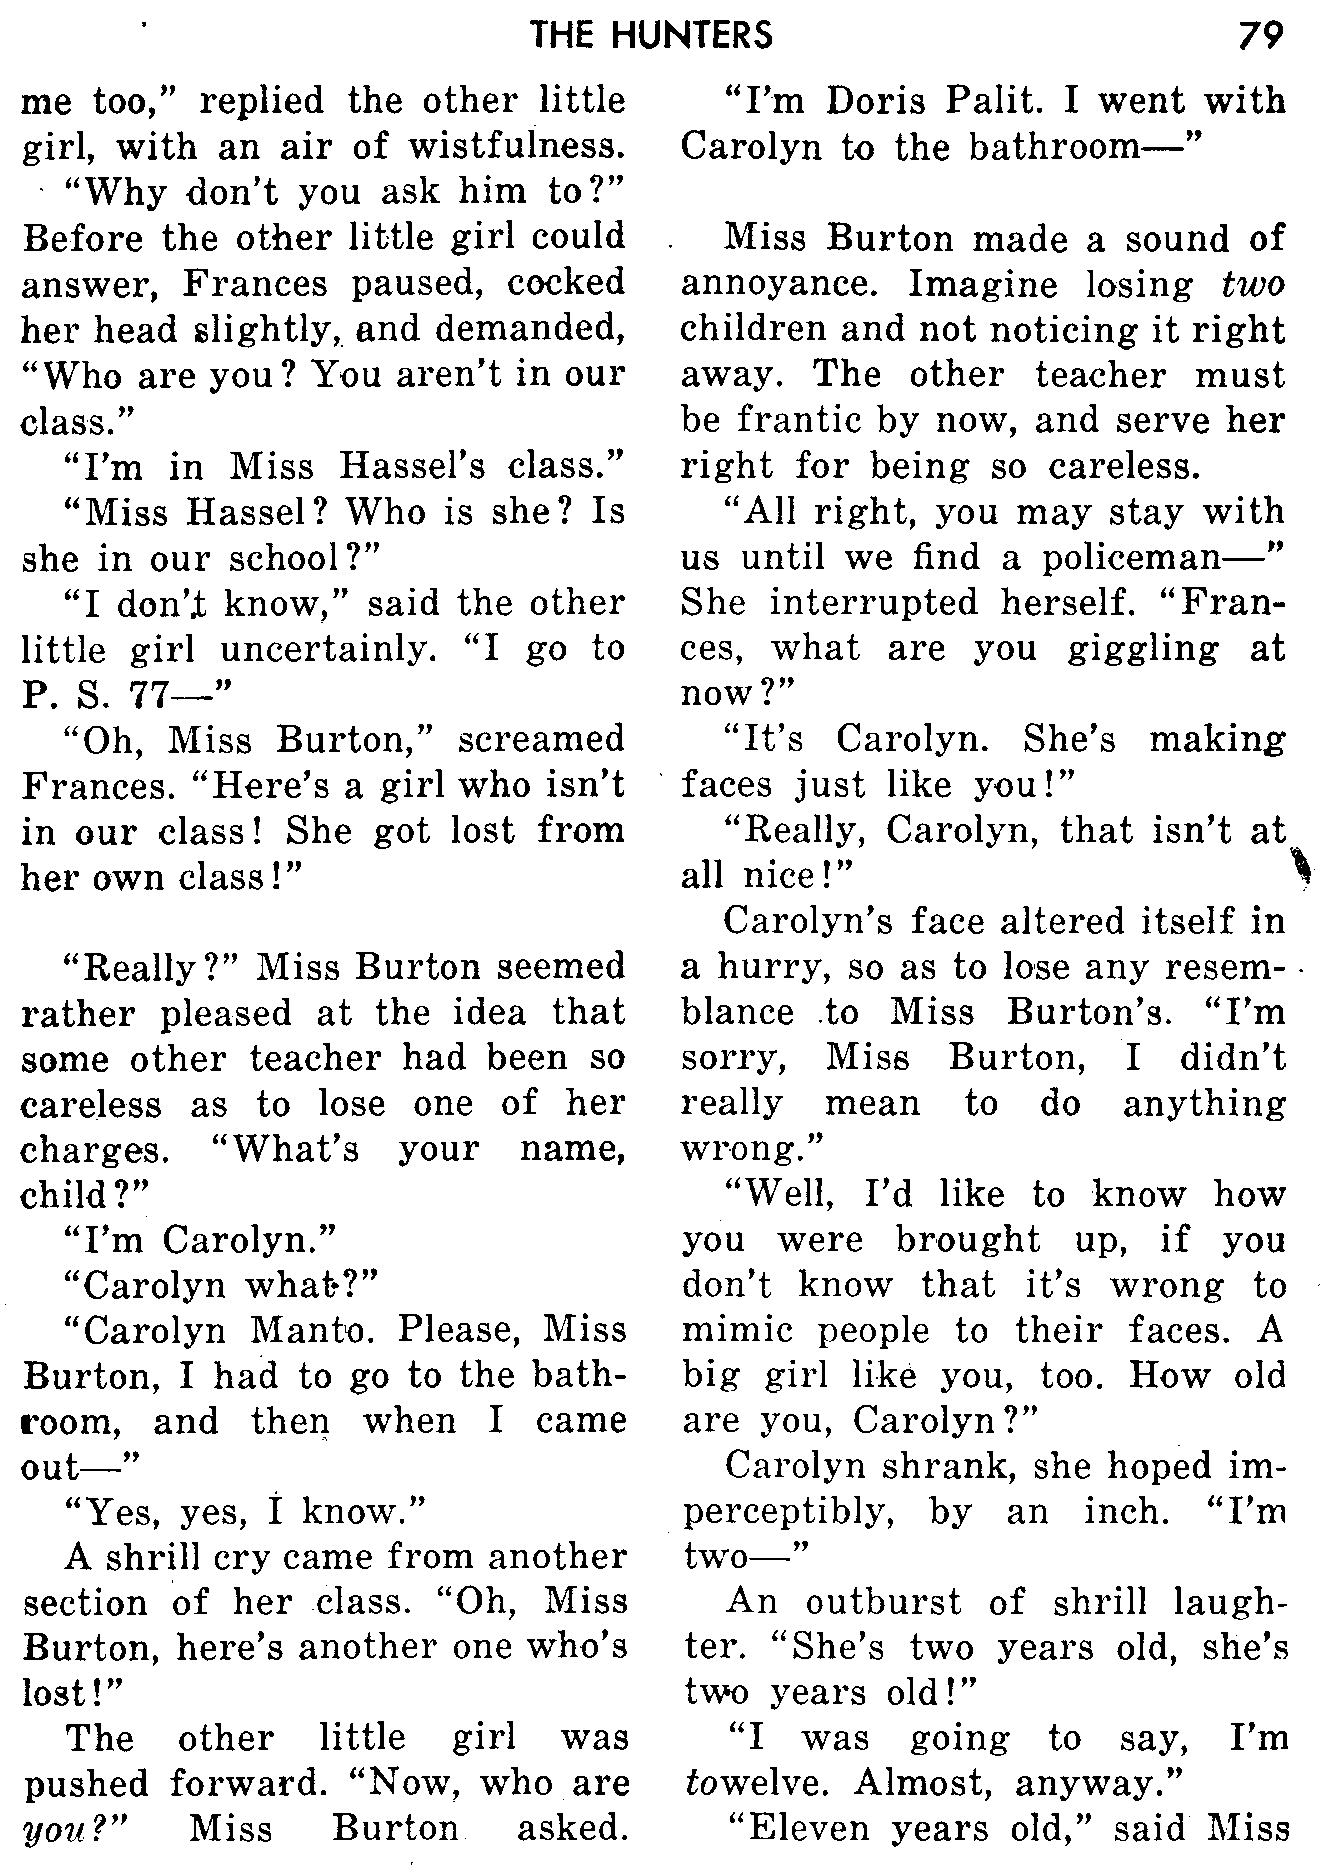 THE HUNTERS 79
me too,” replied the other little
girl, with an air of wistfulness.
“Why don't you ask him to?”
Before the other little girl could
answer, Frances paused, cocked
her head slightly, and demanded,
“Who are you? You aren't in our
class.”
“I'm in Miss Hassel's class.”
“Miss Hassel? Who is she? Is
she in our school?”
“I don't know,” said the other
little girl uncertainly. “I go to
P. S. 77—”
“Oh, Miss Burton,” screamed
Frances. “Here's a girl who isn't
in our class! She got lost from
her own class!”
“Really?” Miss Burton seemed
rather pleased at the idea that
some other teacher had been so
careless as to lose one of her
charges. “What's your name,
child?”
“I'm Carolyn.”
“Carolyn what?”
“Carolyn Manto. Please, Miss
Burton, I had to go to the bath-
room, and then when I came
out—”
“Yes, yes, I know.”
A shrill cry came from another
section of her class. “Oh, Miss
Burton, here's another one who's
lost!”
The other little girl was
pushed forward. “Now, who are
you?” Miss Burton asked.
“I'm Doris Palit. I went with
Carolyn to the bathroom—”
Miss Burton made a sound of
annoyance. Imagine losing two
children and not noticing it right
away. The other teacher must
be frantic by now, and serve her
right for being so careless.
“All right, you may stay with
us until we find a policeman—”
She interrupted herself. “Fran-
ces, what are you giggling at
now?”
“It's Carolyn. She's making
faces just like you!”
“Really, Carolyn, that isn't at
all nice!”
Carolyn's face altered itself in
a hurry, so as to lose any resem-
blance to Miss Burton's. “I'm
sorry, Miss Burton, I didn't
really mean to do anything
wrong.”
“Well, I'd like to know how
you were brought up, if you
don't know that it's wrong to
mimic people to their faces. A
big girl like you, too. How old
are you, Carolyn?”
Carolyn shrank, she hoped im-
perceptibly, by an inch. “I'm
two—”
An outburst of shrill laugh-
ter. “She's two years old, she's
two years old!”
“I was going to say, I'm
towelve. Almost, anyway.”
“Eleven years old,” said Miss